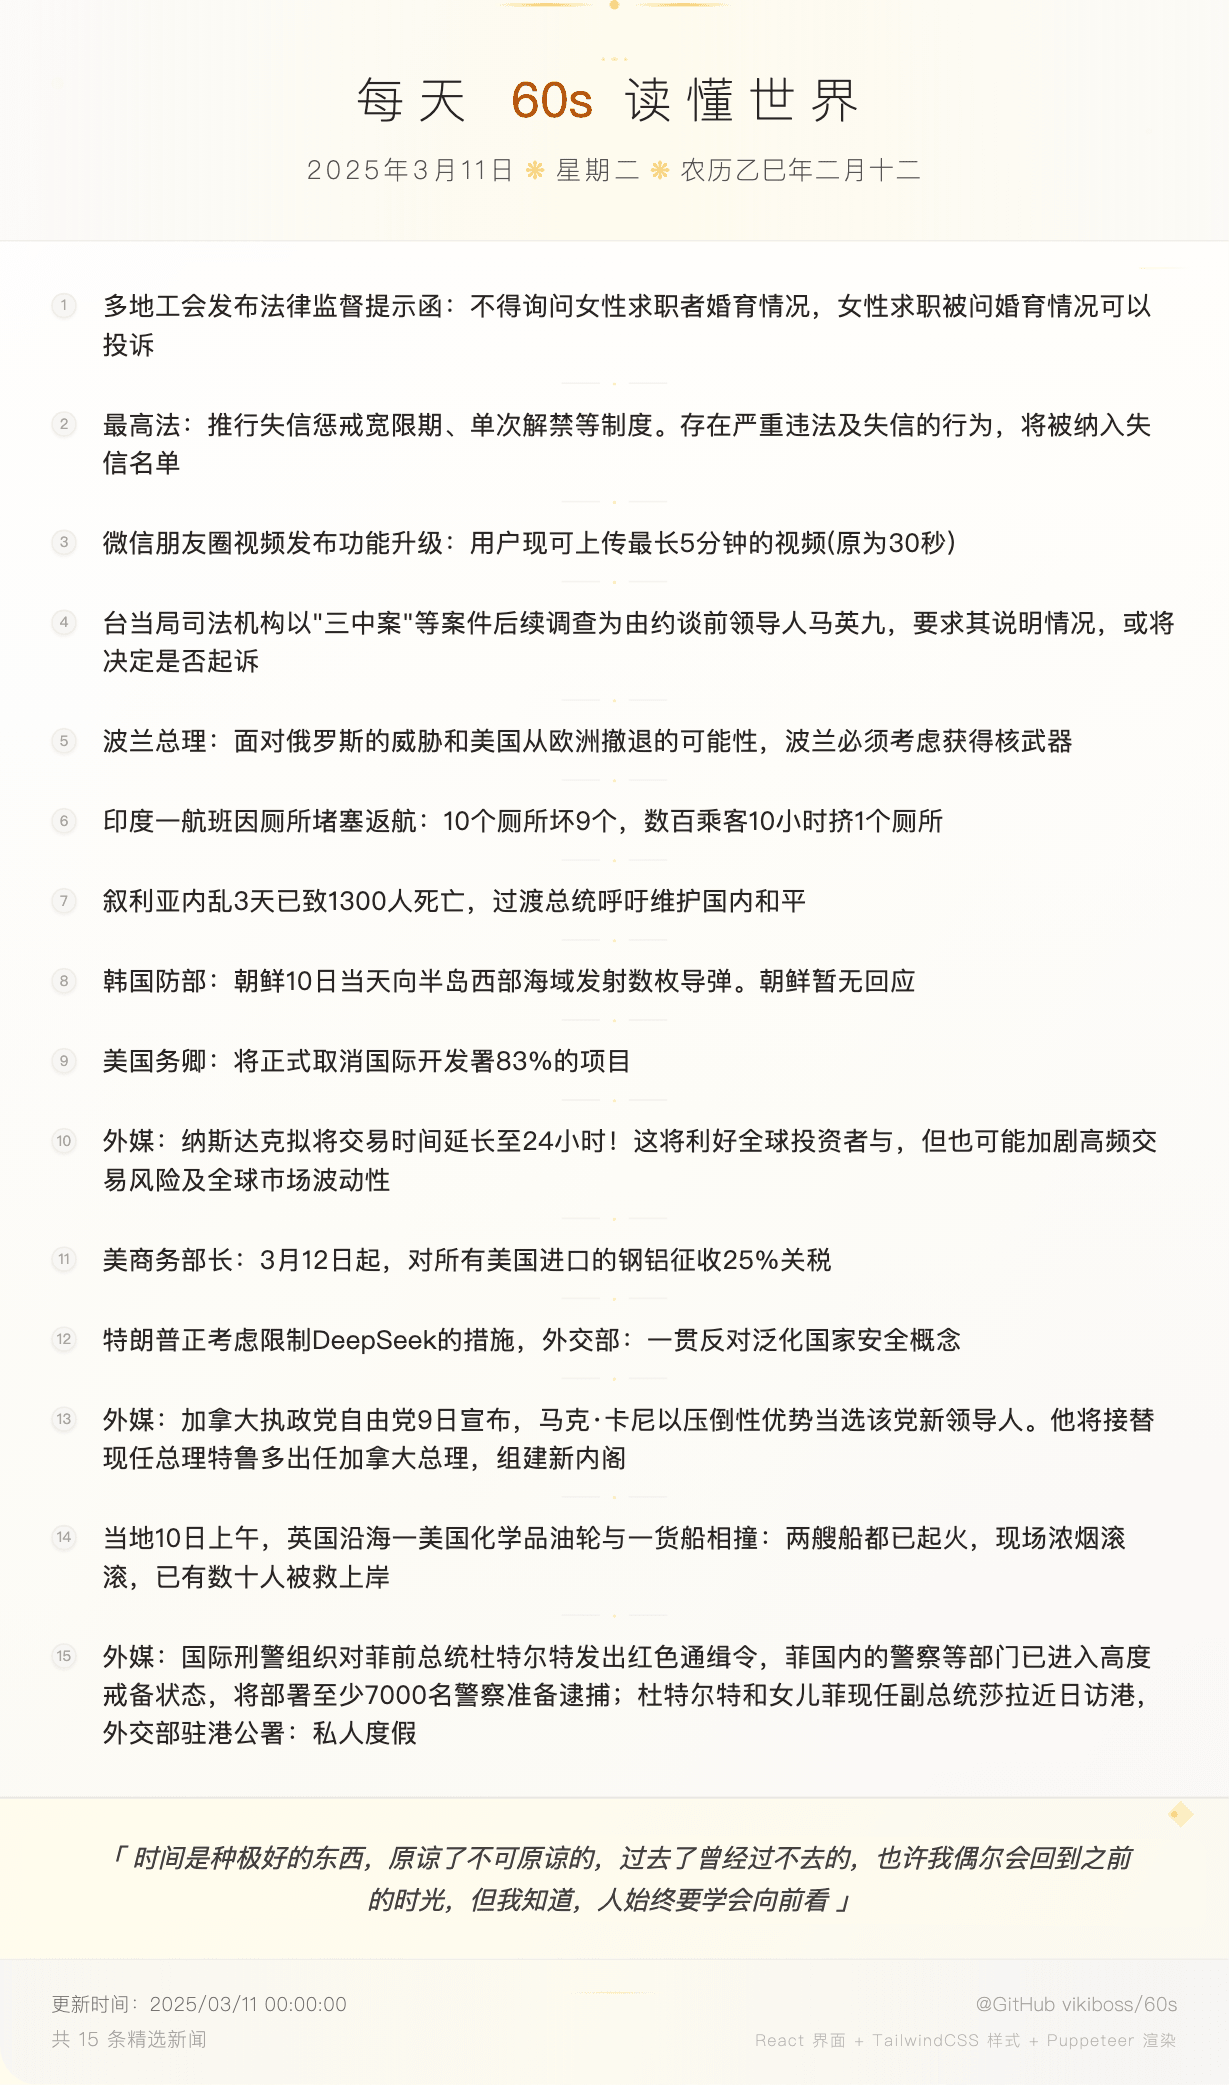 每天 60s 读懂世界
2025年3月11日 ❋ 星期二 ❋ 农历乙巳年二月十二
1 多地工会发布法律监督提示函：不得询问女性求职者婚育情况，女性求职被问婚育情况可以
投诉
2 最高法：推行失信惩戒宽限期、单次解禁等制度。存在严重违法及失信的行为，将被纳入失
信名单
3 微信朋友圈视频发布功能升级：用户现可上传最长5分钟的视频(原为30秒)
4 台当局司法机构以"三中案"等案件后续调查为由约谈前领导人马英九，要求其说明情况，或将
决定是否起诉
5 波兰总理：面对俄罗斯的威胁和美国从欧洲撤退的可能性，波兰必须考虑获得核武器
6 印度一航班因厕所堵塞返航：10个厕所坏9个，数百乘客10小时挤1个厕所
7 叙利亚内乱3天已致1300人死亡，过渡总统呼吁维护国内和平
8 韩国防部：朝鲜10日当天向半岛西部海域发射数枚导弹。朝鲜暂无回应
9 美国务卿：将正式取消国际开发署83%的项目
10 外媒：纳斯达克拟将交易时间延长至24小时！这将利好全球投资者与，但也可能加剧高频交
易风险及全球市场波动性
11 美商务部长：3月12日起，对所有美国进口的钢铝征收25%关税
12 特朗普正考虑限制DeepSeek的措施，外交部：一贯反对泛化国家安全概念
13 外媒：加拿大执政党自由党9日宣布，马克·卡尼以压倒性优势当选该党新领导人。他将接替
现任总理特鲁多出任加拿大总理，组建新内阁
14 当地10日上午，英国沿海一美国化学品油轮与一货船相撞：两艘船都已起火，现场浓烟滚
滚，已有数十人被救上岸
15 外媒：国际刑警组织对菲前总统杜特尔特发出红色通缉令，菲国内的警察等部门已进入高度
戒备状态，将部署至少7000名警察准备逮捕；杜特尔特和女儿菲现任副总统莎拉近日访港，
外交部驻港公署：私人度假
「 时间是种极好的东西，原谅了不可原谅的，过去了曾经过不去的，也许我偶尔会回到之前
的时光，但我知道，人始终要学会向前看 」
更新时间：2025/03/11 00:00:00
@GitHub vikiboss/60s
共 15 条精选新闻
React 界面 + TailwindCSS 样式 + Puppeteer 渲染